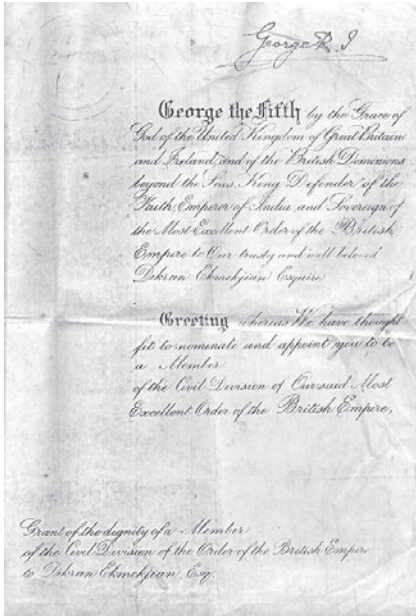 George R. I.
George the Fifth by the Grace of
God of the United Kingdom of Great Britain
and Ireland and of the British Dominions
beyond the Seas, King Defender of the
Faith, Emperor of India and Sovereign of
the Most Excellent Order of the British
Empire to Our trusty and well beloved
Dikran Ekmekjian Esquire
Greeting whereas We have thought
fit to nominate and appoint you to be
a Member
of the Civil Division of Our said Most
Excellent Order of the British Empire,
Grant of the dignity of a Member
of the Civil Division of the Order of the British Empire
to Dikran Ekmekjian, Esq.